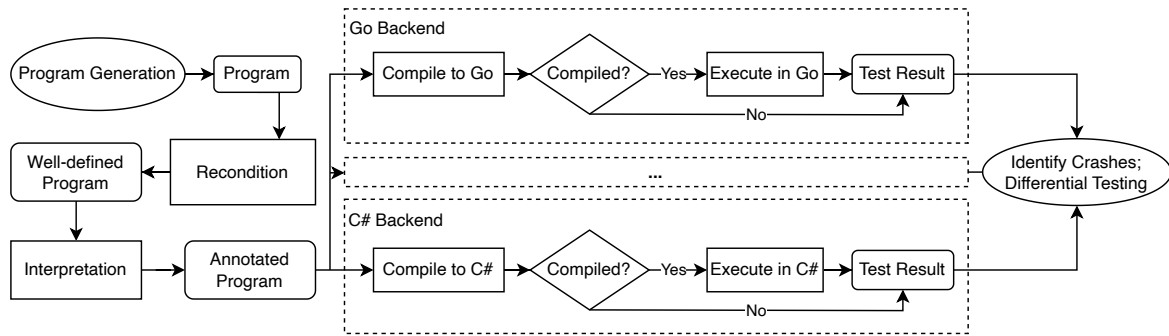 Go Backend
Program Generation
Program
Compile to Go
Compiled?
Yes
Execute in Go
Test Result
No
Well-defined
Program
Recondition
...
Identify Crashes;
Differential Testing
C# Backend
Interpretation
Annotated
Program
Compile to C#
Compiled?
Yes
Execute in C#
Test Result
No